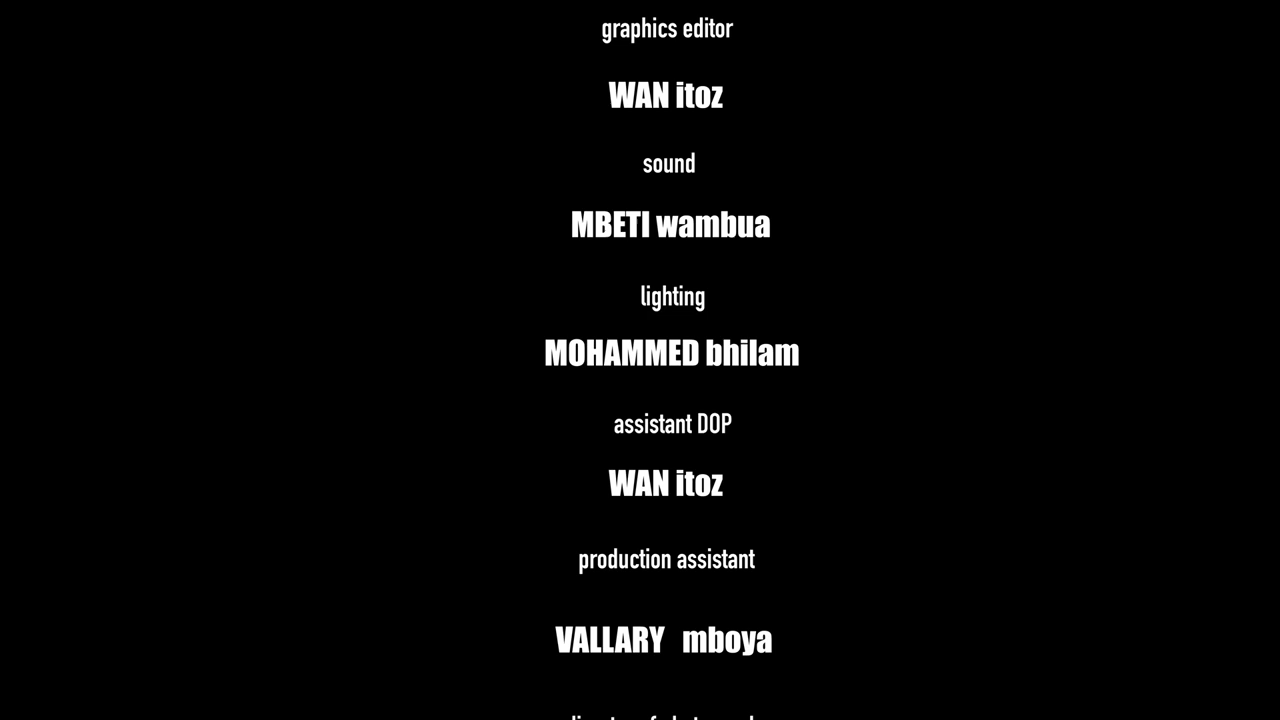 graphics editor
WAN itoz
sound
MBETI wambua
lighting
MOHAMMED bhilam
assistant DOP
WAN itoz
production assistant
VALLARY mboya